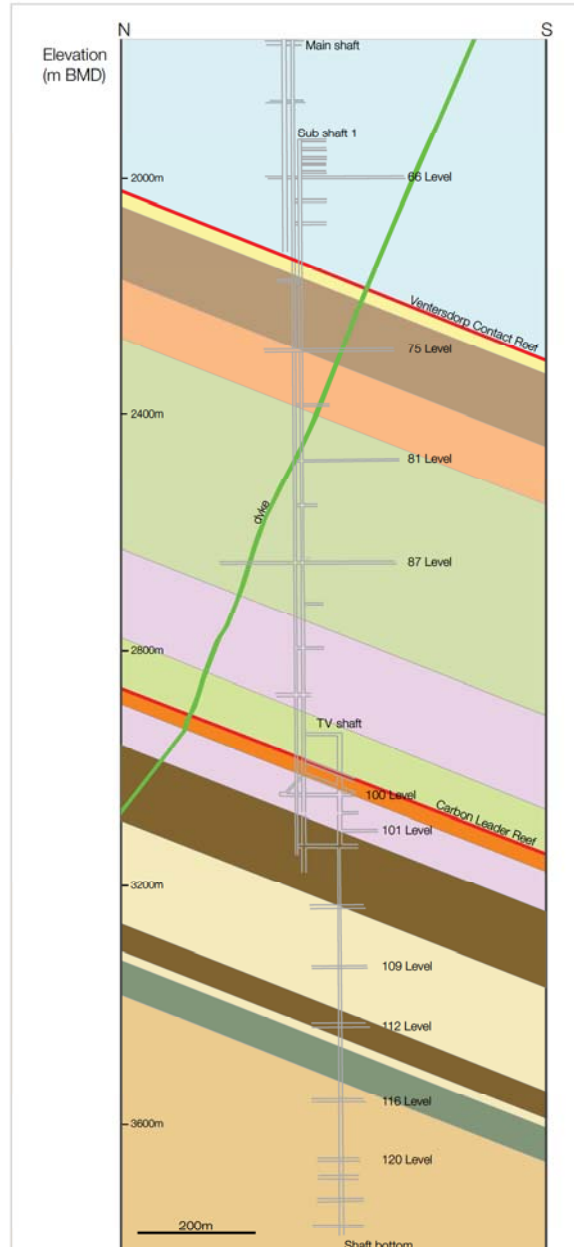 N
S
Elevation
(m BMD)
Main shaft
Sub shaft 1
66 Level
2000m
Ventersdorp Contact Reef
75 Level
2400m
81 Level
dyke
87 Level
2800m
TV shaft
100 Level
Carbon Leader Reef
101 Level
3200m
109 Level
112 Level
116 Level
3600m
120 Level
200m
Shaft bottom